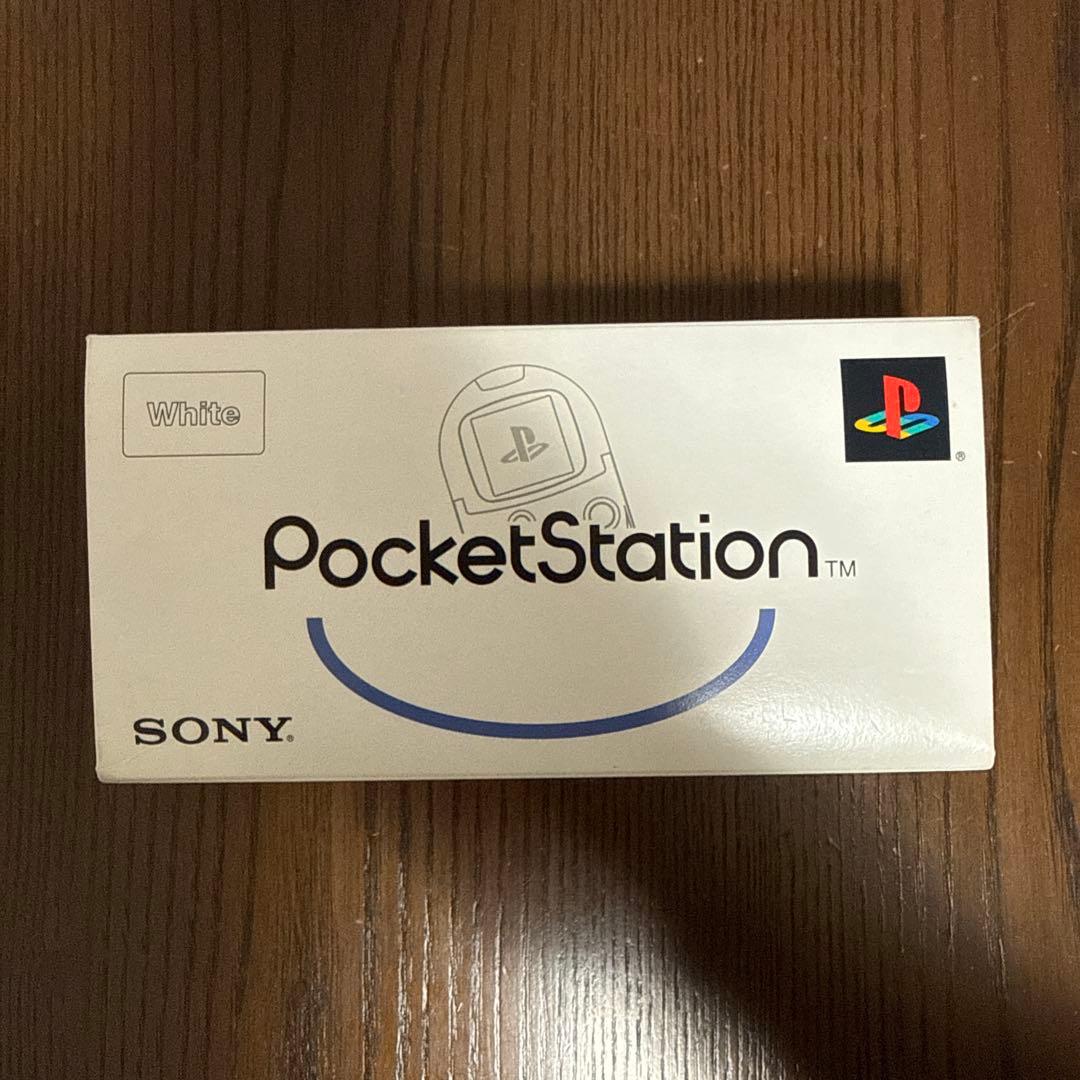 White
®
PocketStation™
SONY®